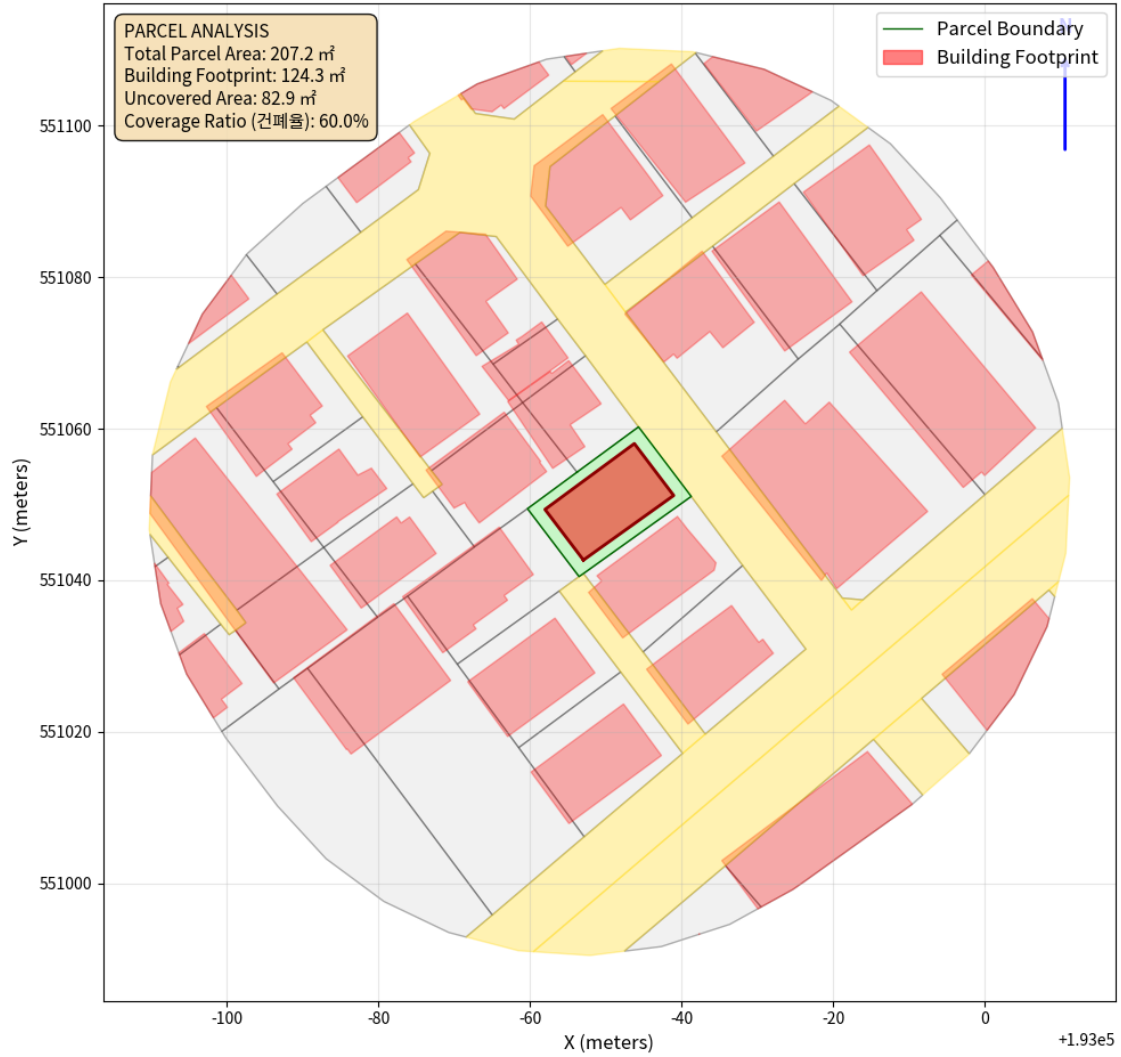 PARCEL ANALYSIS
Total Parcel Area: 207.2 ㎡
Building Footprint: 124.3 ㎡
Uncovered Area: 82.9 ㎡
Coverage Ratio (건폐율): 60.0%
N
Parcel Boundary
Building Footprint
551100
551080
551060
551040
551020
551000
Y (meters)
-100
-80
-60
-40
-20
0
+1.93e5
X (meters)